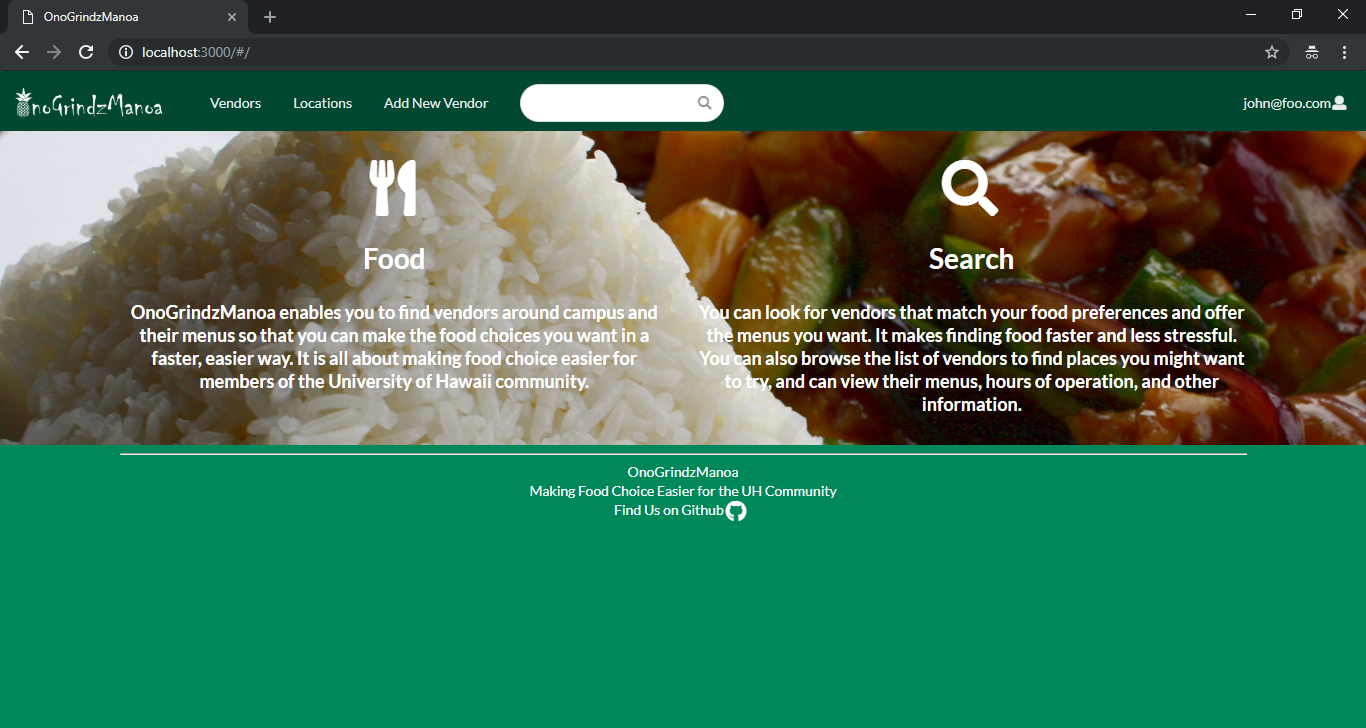 OnoGrindzManoa
localhost:3000/#/
OnoGrindzManoa Vendors Locations Add New Vendor john@foo.com
Food
OnoGrindzManoa enables you to find vendors around campus and
their menus so that you can make the food choices you want in a
faster, easier way. It is all about making food choice easier for
members of the University of Hawaii community.
Search
You can look for vendors that match your food preferences and offer
the menus you want. It makes finding food faster and less stressful.
You can also browse the list of vendors to find places you might want
to try, and can view their menus, hours of operation, and other
information.
OnoGrindzManoa
Making Food Choice Easier for the UH Community
Find Us on Github